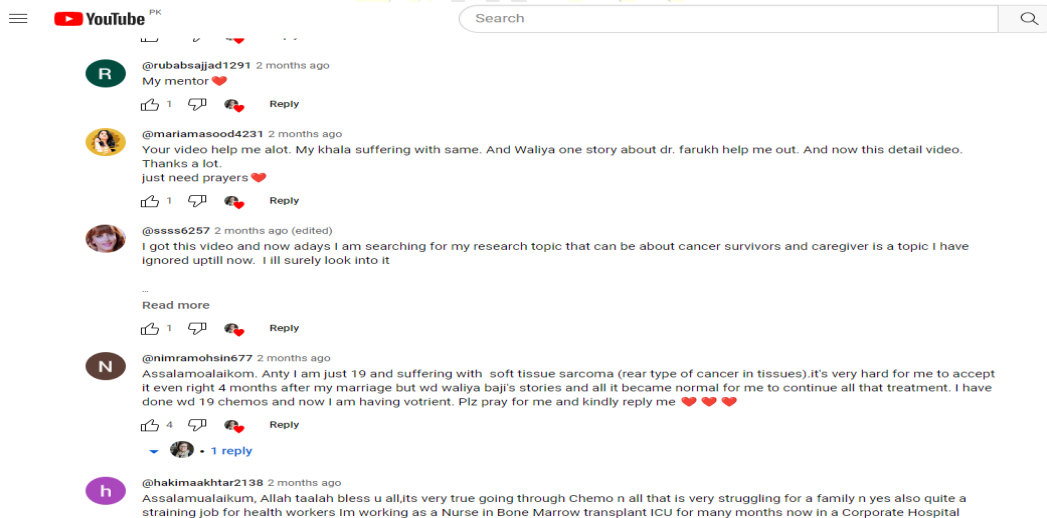 YouTube PK
Search
Reply
@rubabsajjad1291 2 months ago
My mentor ❤️
1 Reply
@mariamasood4231 2 months ago
Your video help me alot. My khala suffering with same. And Waliya one story about dr. farukh help me out. And now this detail video.
Thanks a lot.
just need prayers❤️
1 Reply
@ssss6257 2 months ago (edited)
I got this video and now adays I am searching for my research topic that can be about cancer survivors and caregiver is a topic I have
ignored uptill now.  I ill surely look into it
...
Read more
1 Reply
N
@nimramohsin677 2 months ago
Assalamoalaikom. Anty I am just 19 and suffering with  soft tissue sarcoma (rear type of cancer in tissues).it's very hard for me to accept
it even right 4 months after my marriage but wd waliya baji's stories and all it became normal for me to continue all that treatment. I have
done wd 19 chemos and now I am having votrient. Plz pray for me and kindly reply me ❤️ ❤️ ❤️
4 Reply
• 1 reply
h
@hakimaakhtar2138 2 months ago
Assalamualaikum, Allah taalah bless u all,its very true going through Chemo n all that is very struggling for a family n yes also quite a
straining job for health workers Im working as a Nurse in Bone Marrow transplant ICU for many months now in a Corporate Hospital